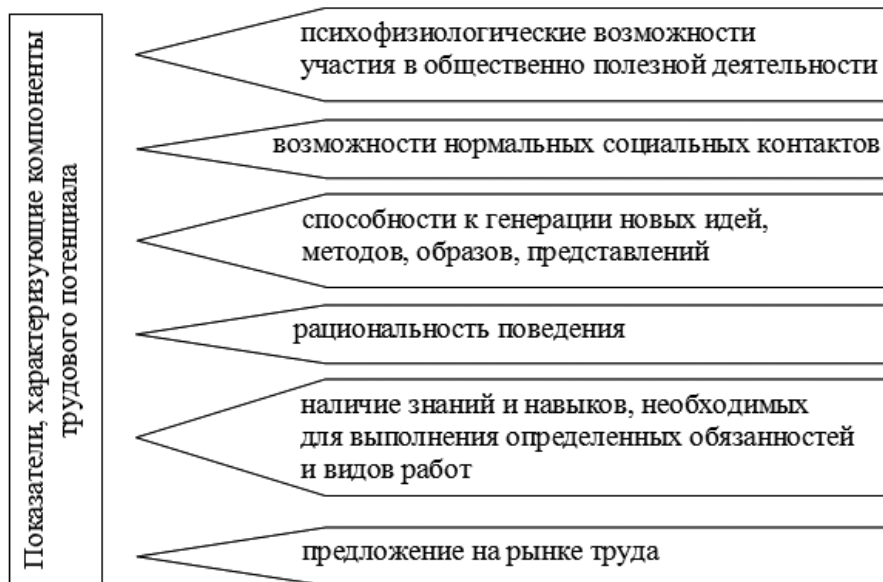 Показатели, характеризующие компоненты
трудового потенциала
психофизиологические возможности
участия в общественно полезной деятельности
возможности нормальных социальных контактов
способности к генерации новых идей,
методов, образов, представлений
рациональность поведения
наличие знаний и навыков, необходимых
для выполнения определенных обязанностей
и видов работ
предложение на рынке труда